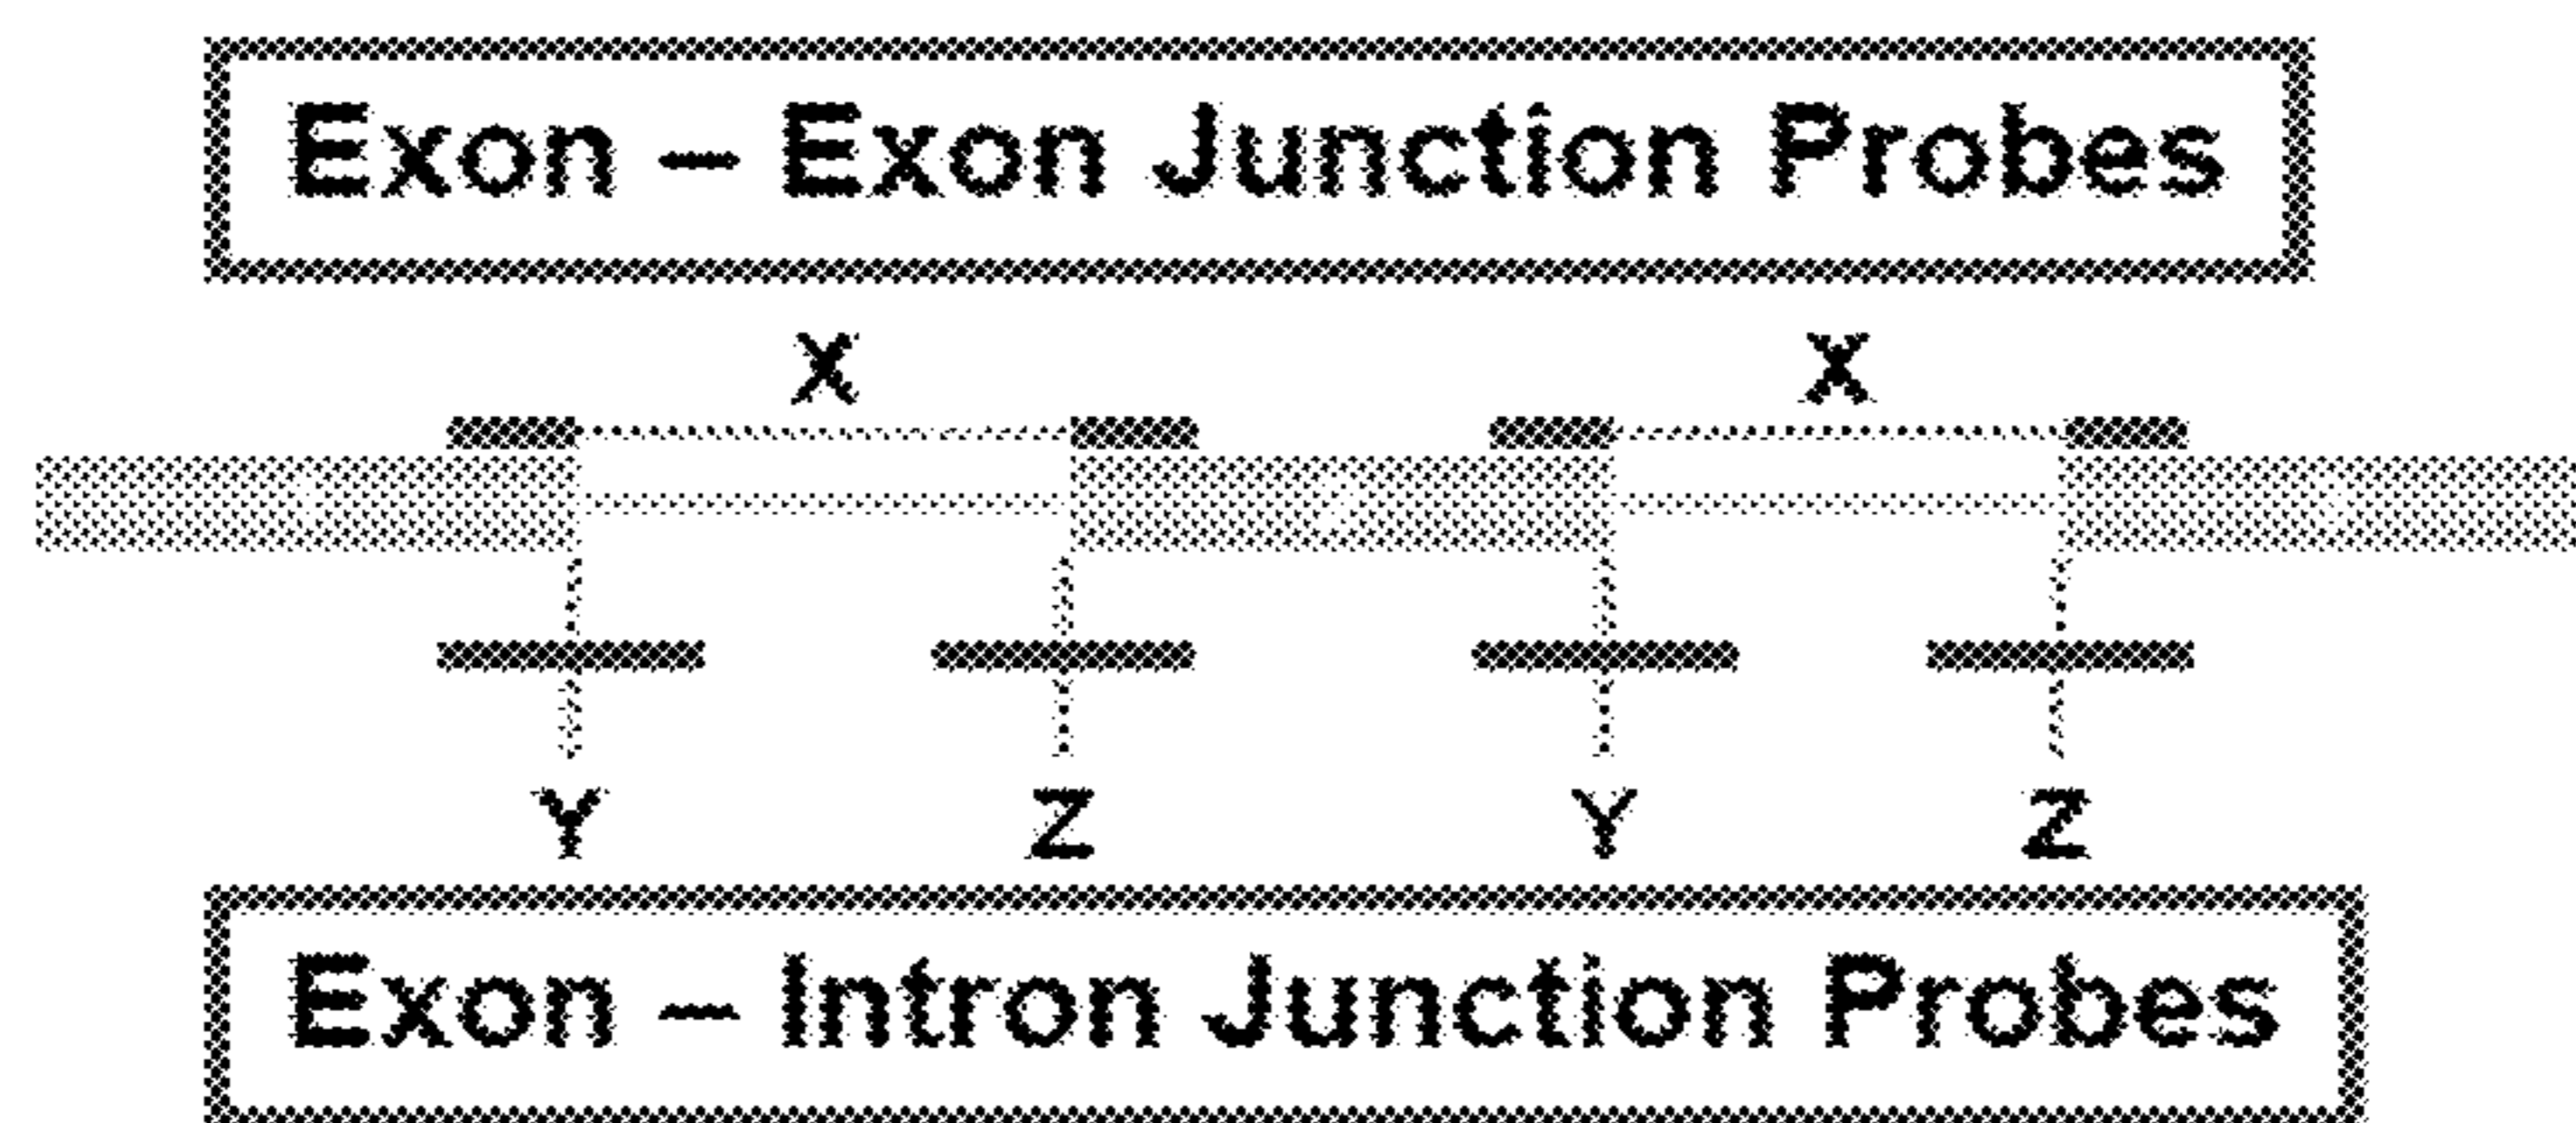 Exon – Exon Junction Probes
X X
Y Z Y Z
Exon – Intron Junction Probes